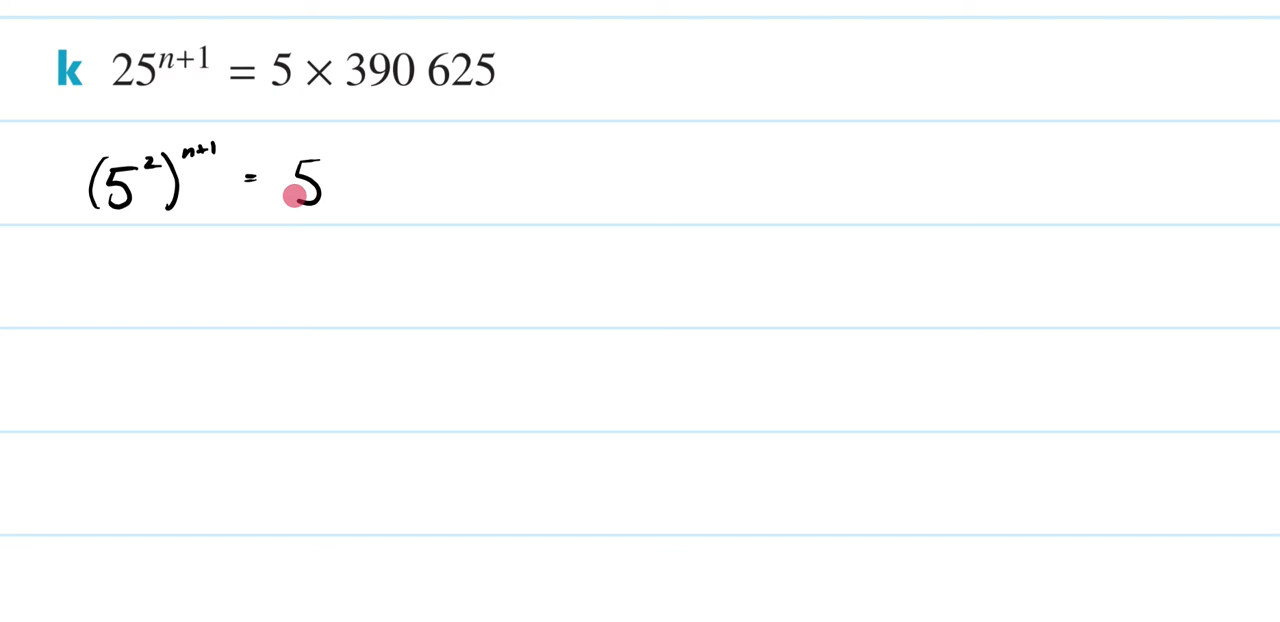 k 25^{n+1} = 5 × 390 625
(5^2)^{n+1} = 5